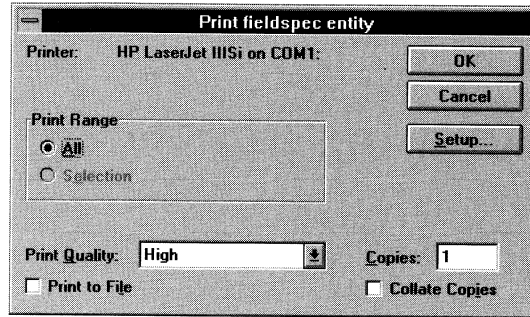 Print fieldspec entity
Printer: HP LaserJet IIISi on COM1:
OK
Cancel
Setup...
Print Range
All
Selection
Print Quality: High
Copies: 1
Print to File
Collate Copies